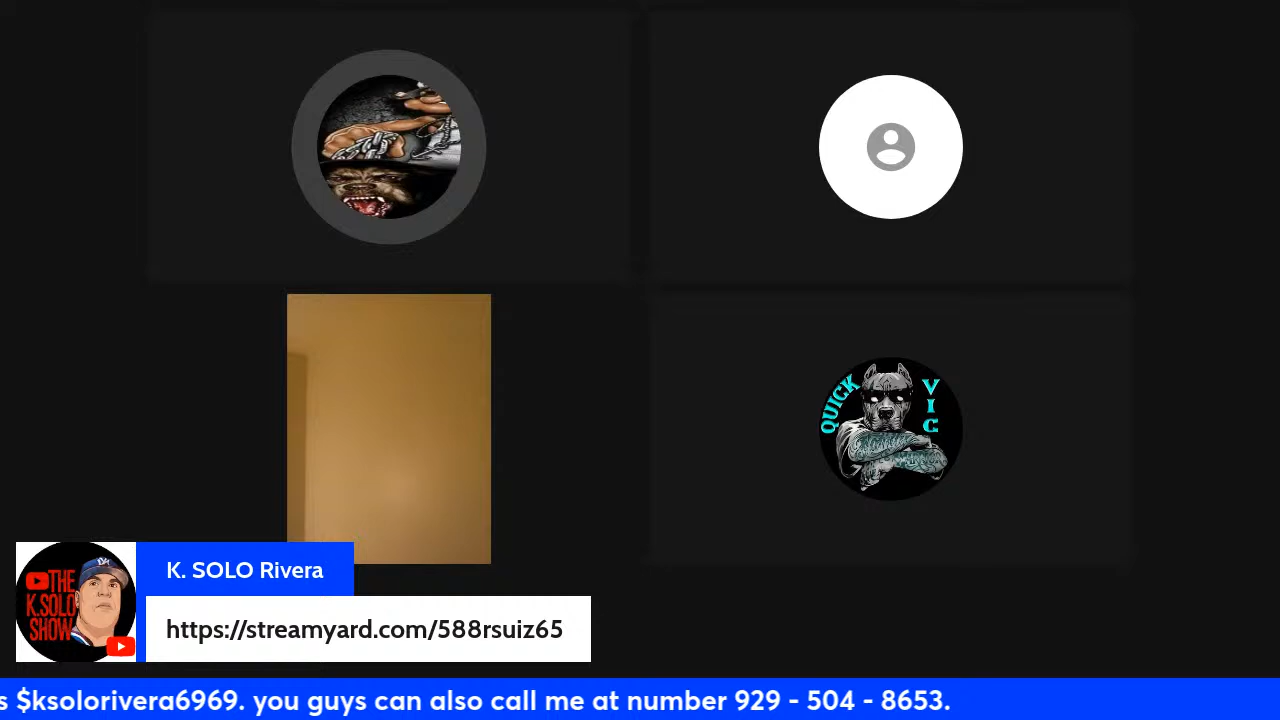 QUICK
VIG
THE
K.SOLO
SHOW
K. SOLO Rivera
https://streamyard.com/588rsuiz65
s $ksolorivera6969. you guys can also call me at number 929 - 504 - 8653.